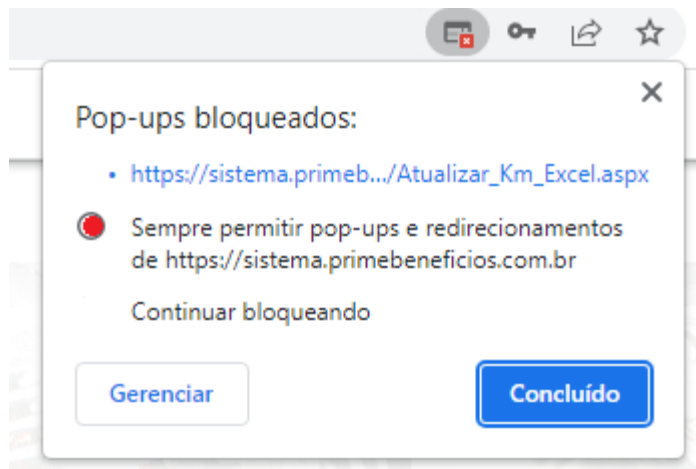 Pop-ups bloqueados:
• https://sistema.primeb.../Atualizar_Km_Excel.aspx
Sempre permitir pop-ups e redirecionamentos
de https://sistema.primebeneficios.com.br
Continuar bloqueando
Gerenciar
Concluído